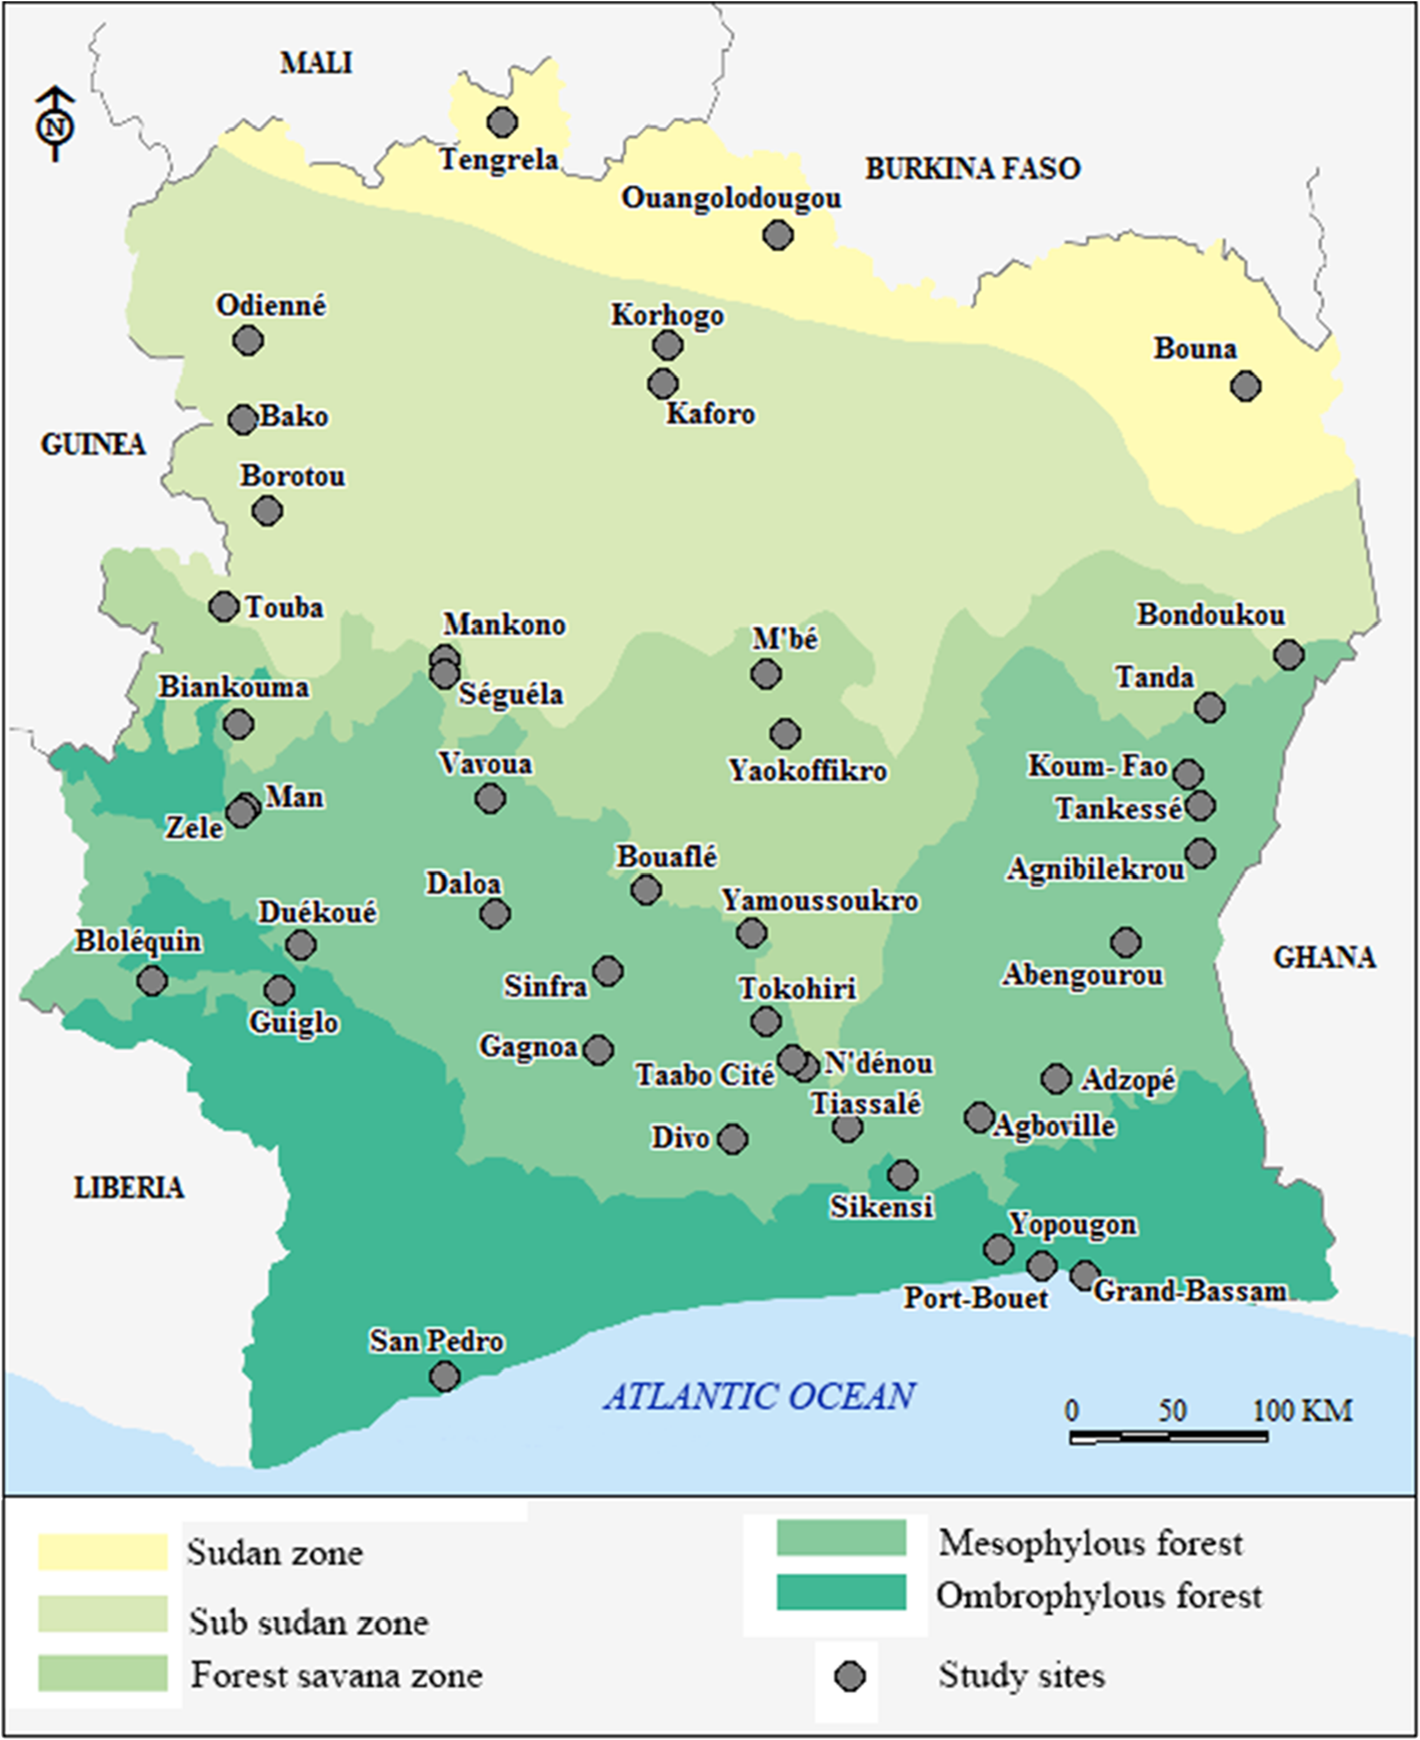 MALI
N
Tengrela
BURKINA FASO
Ouangolodougou
Odienné
Korhogo
Bouna
Kaforo
Bako
GUINEA
Borotou
Touba
Mankono
Bondoukou
M'bé
Tanda
Biankouma
Séguéla
Vavoua
Yaokoffikro
Koum- Fao
Man
Tankessé
Zele
Bouaflé
Agnibilekrou
Daloa
Yamoussoukro
Duékoué
Bloléquin
GHANA
Abengourou
Sinfra
Tokohiri
Guiglo
Gagnoa
N'dénou
Taabo Cité
Adzopé
Tiassalé
Agboville
Divo
LIBERIA
Sikensi
Yopougon
Grand-Bassam
Port-Bouet
San Pedro
ATLANTIC OCEAN
0 50 100 KM
Sudan zone
Sub sudan zone
Forest savana zone
Mesophylous forest
Ombrophylous forest
Study sites